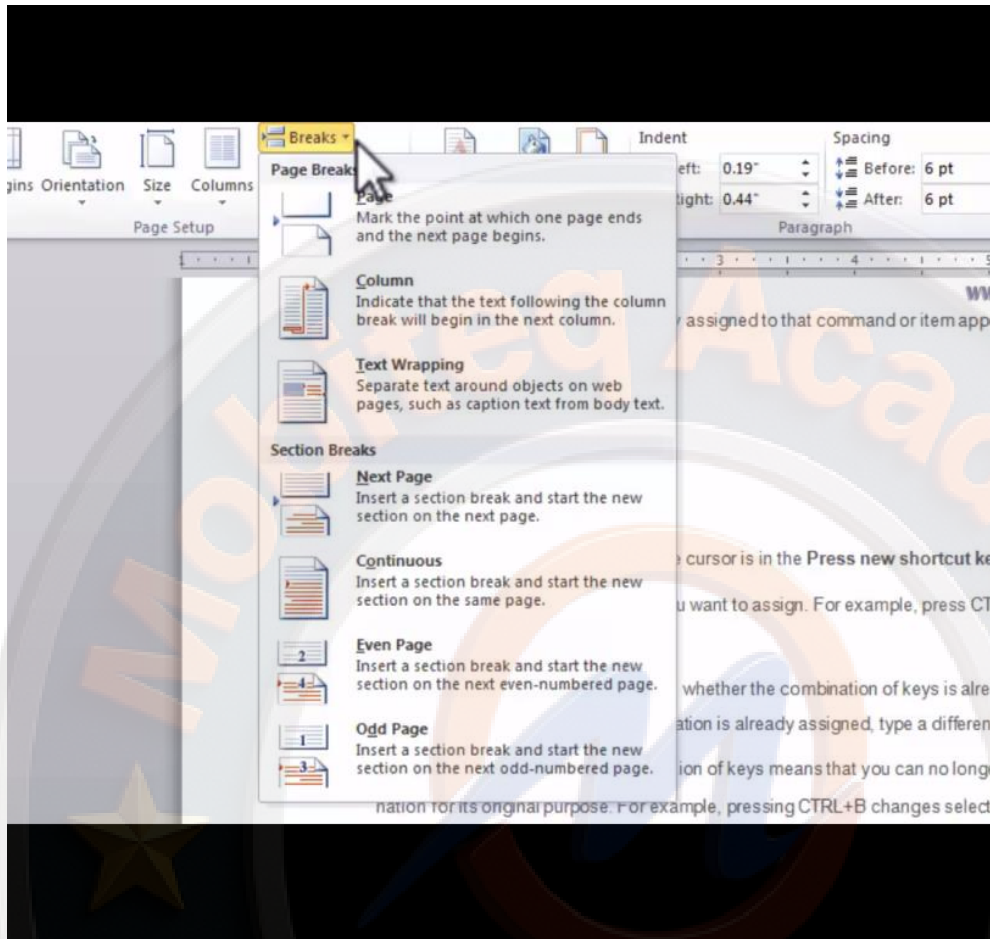 Breaks
Indent
Spacing
gins Orientation Size Columns
eft: 0.19"
Before: 6 pt
ight: 0.44"
After: 6 pt
Page Setup
Paragraph
Page Breaks
Page
Mark the point at which one page ends
and the next page begins.
Column
Indicate that the text following the column
break will begin in the next column.
Text Wrapping
Separate text around objects on web
pages, such as caption text from body text.
Section Breaks
Next Page
Insert a section break and start the new
section on the next page.
Continuous
Insert a section break and start the new
section on the same page.
Even Page
Insert a section break and start the new
section on the next even-numbered page.
Odd Page
Insert a section break and start the new
section on the next odd-numbered page.
3 4
2
4
1
3
assigned to that command or item app
cursor is in the Press new shortcut ke
u want to assign. For example, press CT
whether the combination of keys is alre
ation is already assigned, type a differen
ion of keys means that you can no longe
nation for its original purpose. For example, pressing CTRL+B changes select
Mobireq Acad